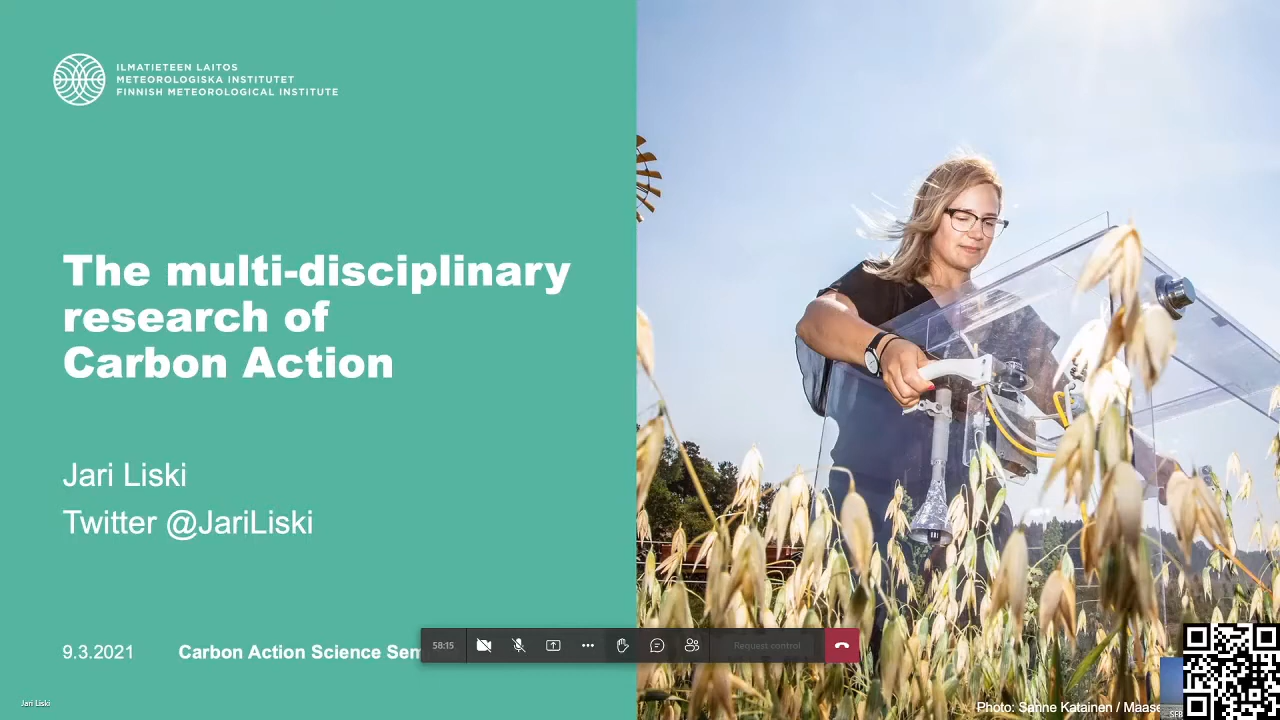 ILMATIETEEN LAITOS
METEOROLOGISKA INSTITUTET
FINNISH METEOROLOGICAL INSTITUTE
The multi-disciplinary
research of
Carbon Action
Jari Liski
Twitter @JariLiski
9.3.2021 Carbon Action Science Sem
58:15 Request control
Photo: Sanne Katainen / Maase
Jari Liski